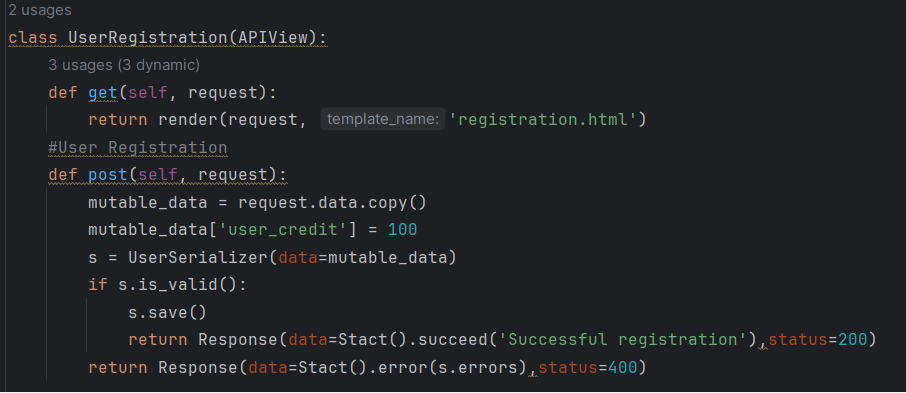 2 usages
class UserRegistration(APIView):
3 usages (3 dynamic)
def get(self, request):
return render(request, template_name: 'registration.html')
#User Registration
def post(self, request):
mutable_data = request.data.copy()
mutable_data['user_credit'] = 100
s = UserSerializer(data=mutable_data)
if s.is_valid():
s.save()
return Response(data=Stact().succeed('Successful registration'),status=200)
return Response(data=Stact().error(s.errors),status=400)